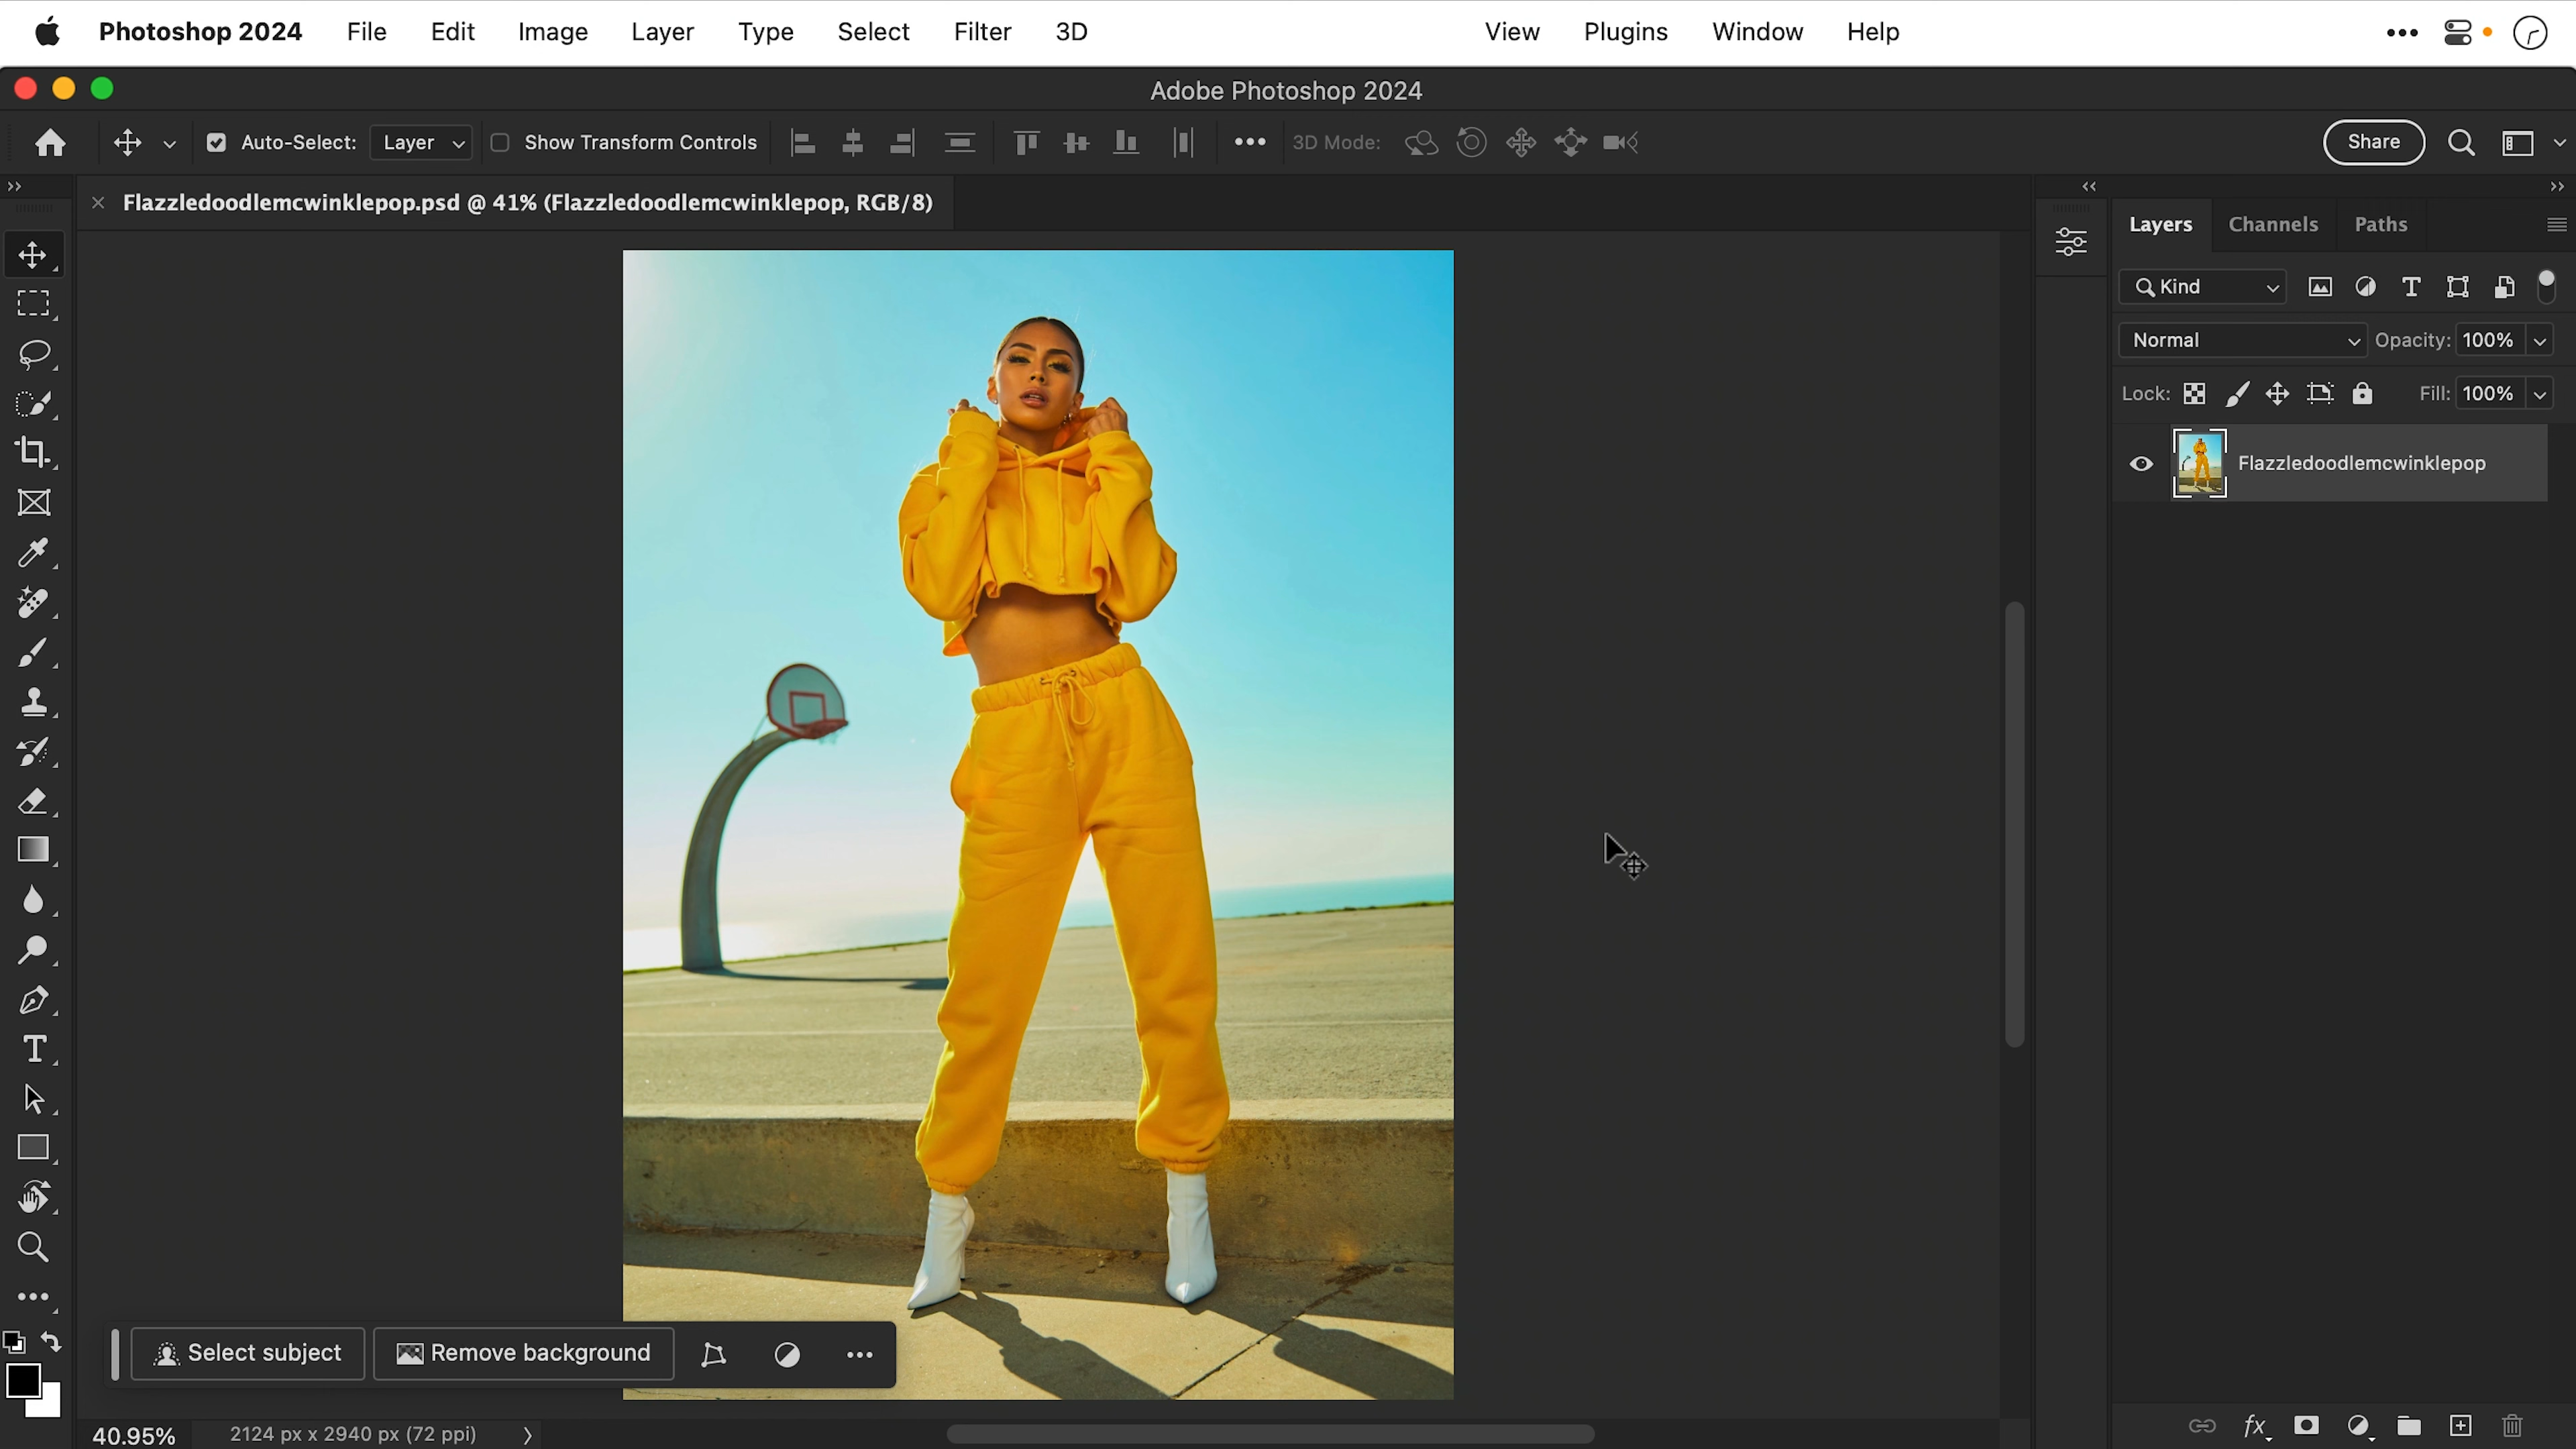 Photoshop 2024 File Edit Image Layer Type Select Filter 3D View Plugins Window Help
Adobe Photoshop 2024
Auto-Select: Layer Show Transform Controls 3D Mode: Share
Flazzledoodlemcwinklepop.psd @ 41% (Flazzledoodlemcwinklepop, RGB/8)
Layers Channels Paths
Kind
Normal Opacity: 100%
Lock: Fill: 100%
Flazzledoodlemcwinklepop
Select subject Remove background
40.95% 2124 px x 2940 px (72 ppi)